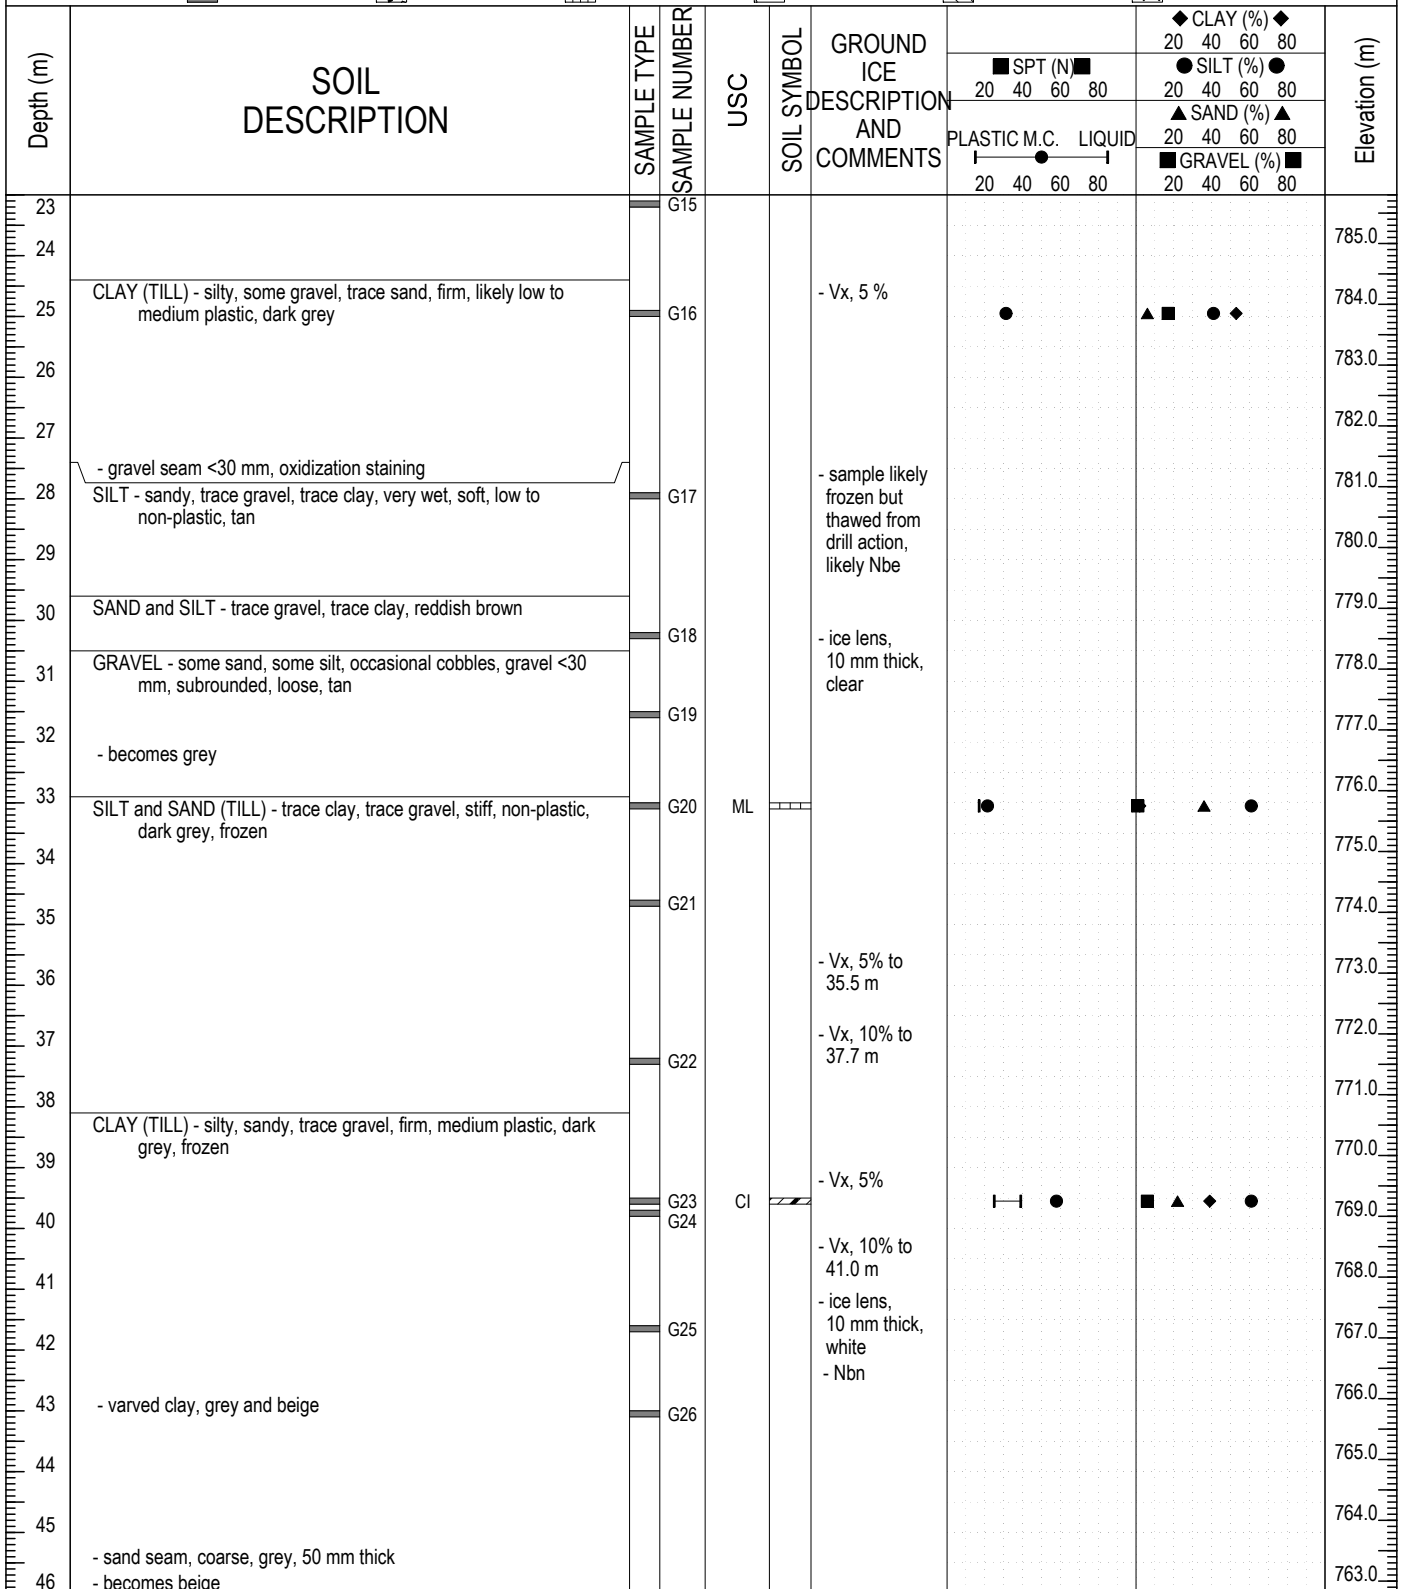 Depth (m)
SOIL
DESCRIPTION
SAMPLE TYPE
SAMPLE NUMBER
USC
SOIL SYMBOL
GROUND
ICE
DESCRIPTION
AND
COMMENTS
SPT (N)
20 40 60 80
PLASTIC M.C. LIQUID
20 40 60 80
CLAY (%)
20 40 60 80
SILT (%)
20 40 60 80
SAND (%)
20 40 60 80
GRAVEL (%)
20 40 60 80
Elevation (m)
23 G15
24 785.0
CLAY (TILL) - silty, some gravel, trace sand, firm, likely low to - Vx, 5 % 784.0
25 medium plastic, dark grey G16
783.0
26
782.0
27
- gravel seam <30 mm, oxidization staining
- sample likely
781.0
28 SILT - sandy, trace gravel, trace clay, very wet, soft, low to G17 frozen but
non-plastic, tan thawed from
drill action, 780.0
29 likely Nbe
SAND and SILT - trace gravel, trace clay, reddish brown 779.0
30
G18 - ice lens,
GRAVEL - some sand, some silt, occasional cobbles, gravel <30 10 mm thick, 778.0
31 mm, subrounded, loose, tan clear
G19 777.0
32
- becomes grey
776.0
33
SILT and SAND (TILL) - trace clay, trace gravel, stiff, non-plastic, G20 ML
dark grey, frozen
775.0
34
G21 774.0
35
- Vx, 5% to 773.0
36 35.5 m
- Vx, 10% to 772.0
37 37.7 m
G22
771.0
38
CLAY (TILL) - silty, sandy, trace gravel, firm, medium plastic, dark
grey, frozen 770.0
39
- Vx, 5%
G23 CI 769.0
40 G24
- Vx, 10% to
41.0 m 768.0
41
- ice lens,
10 mm thick,
G25 767.0
42 white
- Nbn
766.0
43 - varved clay, grey and beige G26
765.0
44
764.0
45
- sand seam, coarse, grey, 50 mm thick
763.0
46 - becomes beige